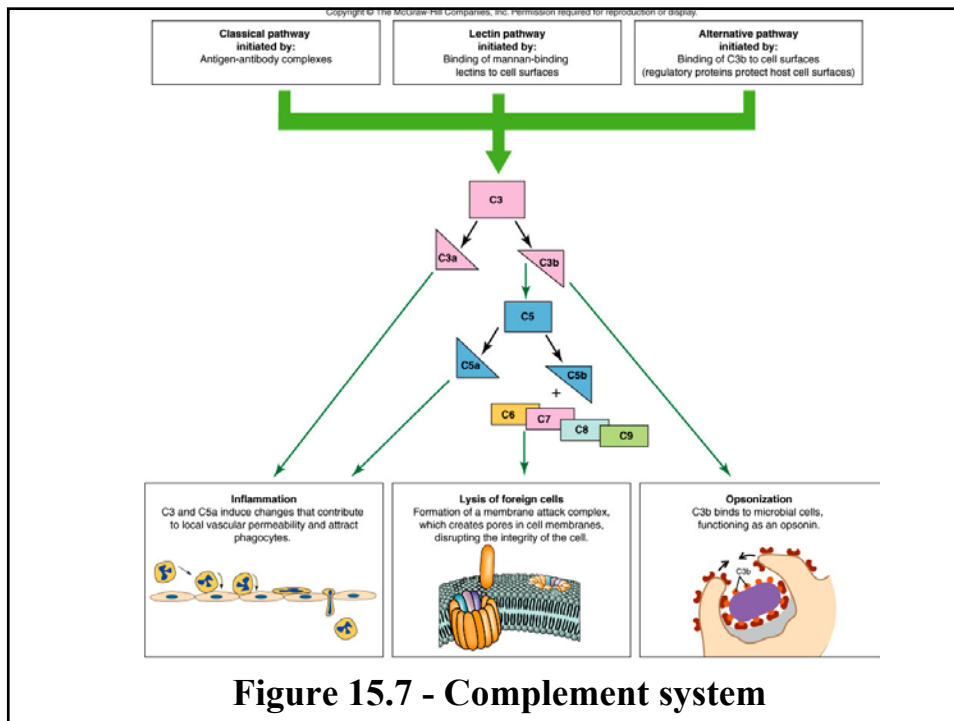 Copyright © The McGraw-Hill Companies, Inc. Permission required for reproduction or display.
Classical pathway
initiated by:
Antigen-antibody complexes
Lectin pathway
initiated by:
Binding of mannan-binding
lectins to cell surfaces
Alternative pathway
initiated by:
Binding of C3b to cell surfaces
(regulatory proteins protect host cell surfaces)
C3
C3a
C3b
C5
C5a
C5b
+
C6
C7
C8
C9
Inflammation
C3 and C5a induce changes that contribute
to local vascular permeability and attract
phagocytes.
Lysis of foreign cells
Formation of a membrane attack complex,
which creates pores in cell membranes,
disrupting the integrity of the cell.
Opsonization
C3b binds to microbial cells,
functioning as an opsonin.
C3b
Figure 15.7 - Complement system